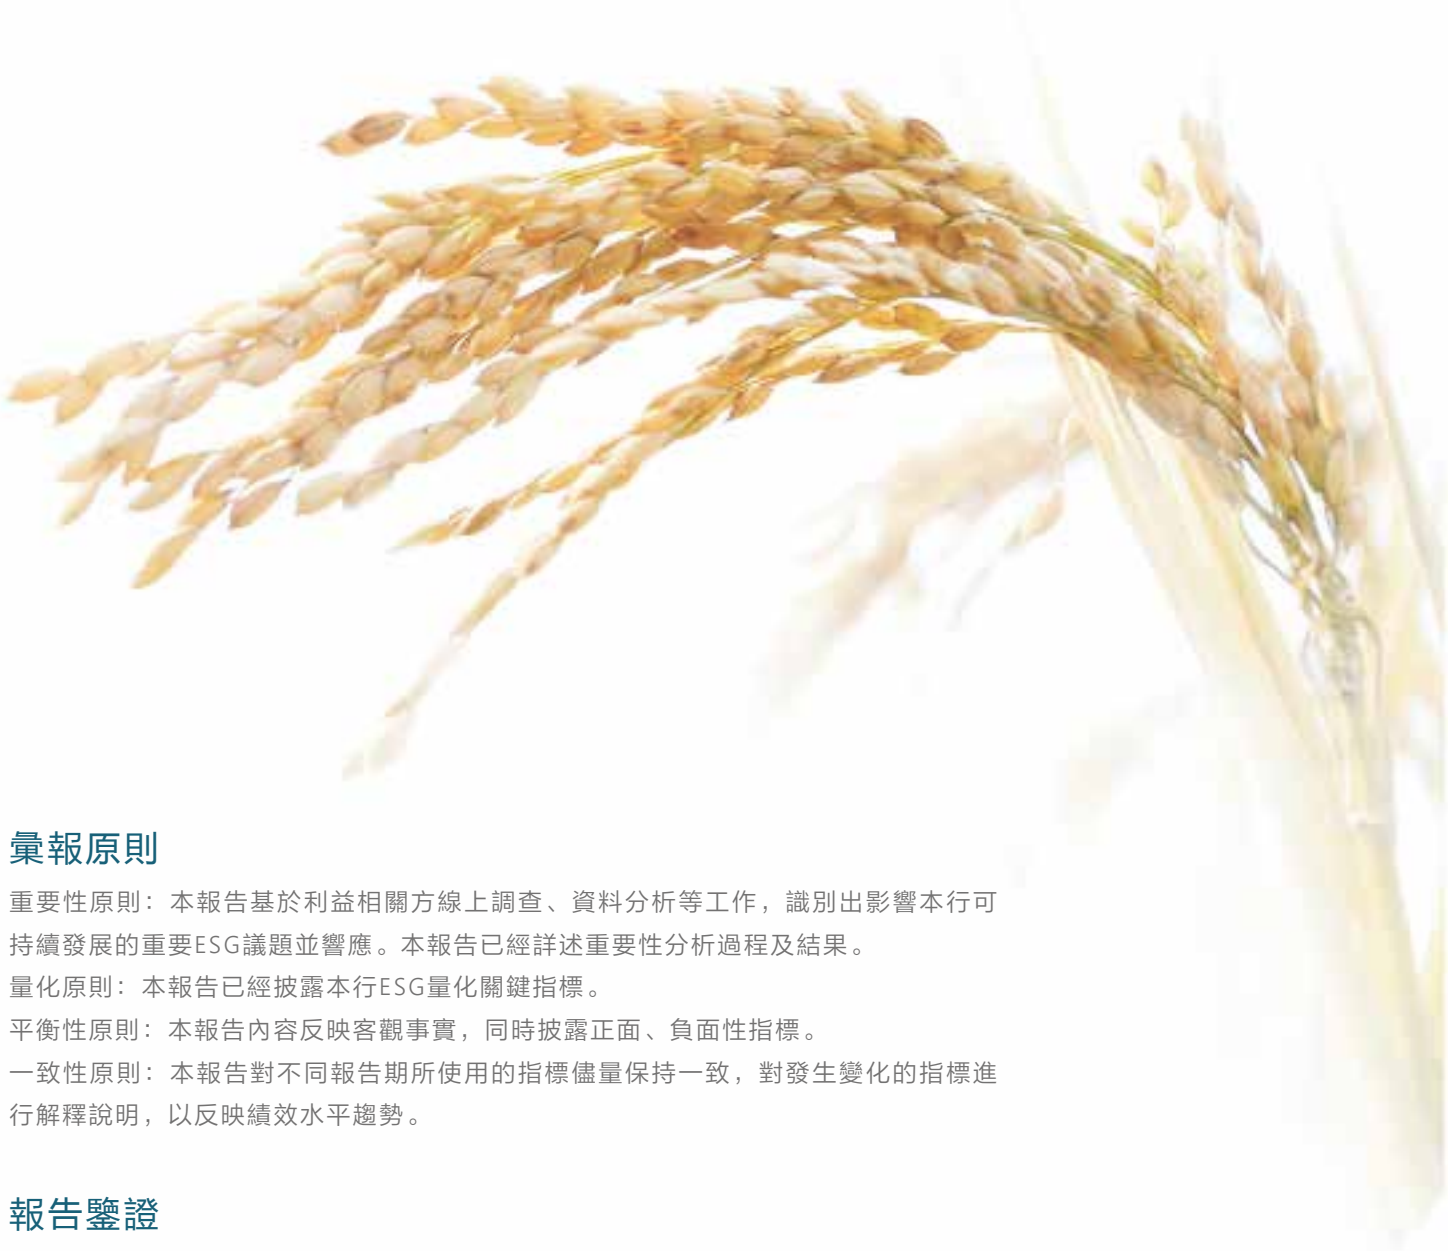 彙報原則
重要性原則：本報告基於利益相關方線上調查、資料分析等工作，識別出影響本行可
持續發展的重要ESG議題並響應。本報告已經詳述重要性分析過程及結果。
量化原則：本報告已經披露本行ESG量化關鍵指標。
平衡性原則：本報告內容反映客觀事實，同時披露正面、負面性指標。
一致性原則：本報告對不同報告期所使用的指標儘量保持一致，對發生變化的指標進
行解釋說明，以反映績效水平趨勢。
報告鑒證